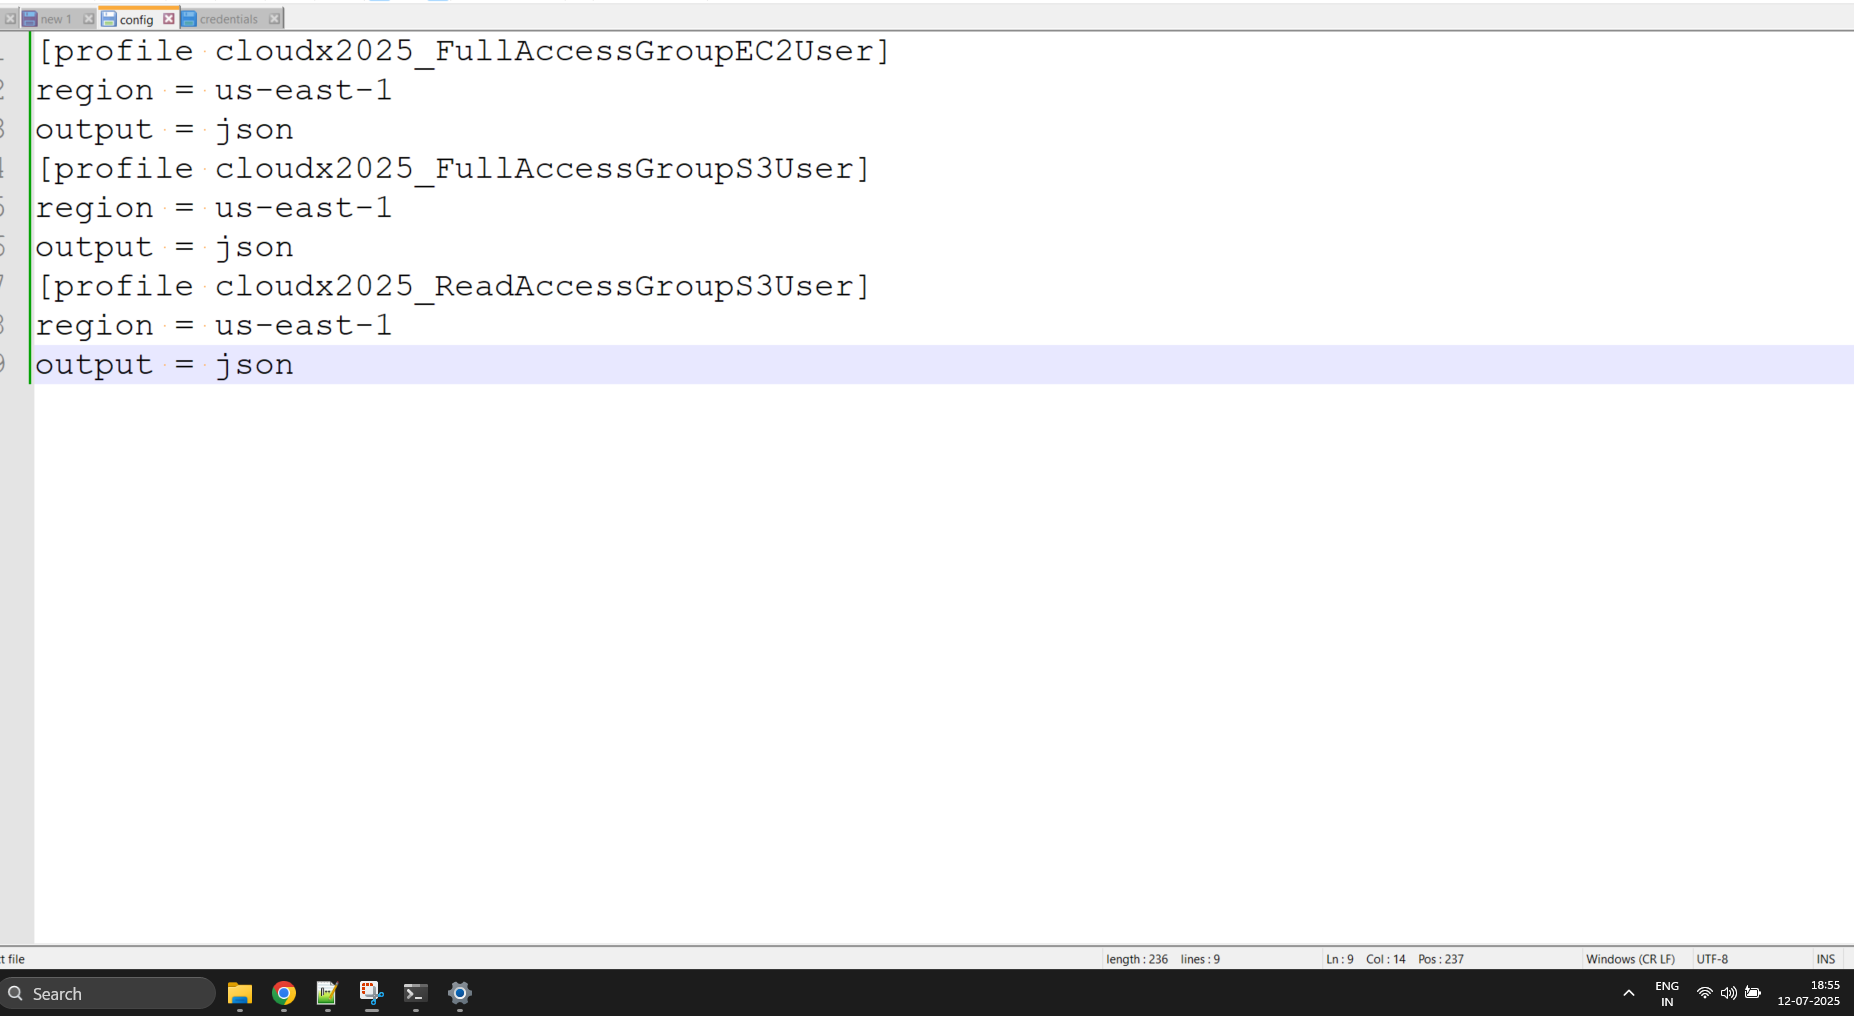 new 1
config
credentials
[profile cloudx2025_FullAccessGroupEC2User]
region = us-east-1
output = json
[profile cloudx2025_FullAccessGroupS3User]
region = us-east-1
output = json
[profile cloudx2025_ReadAccessGroupS3User]
region = us-east-1
output = json
file
length : 236 lines : 9
Ln : 9 Col : 14 Pos : 237
Windows (CR LF)
UTF-8
INS
Search
ENG
IN
18:55
12-07-2025